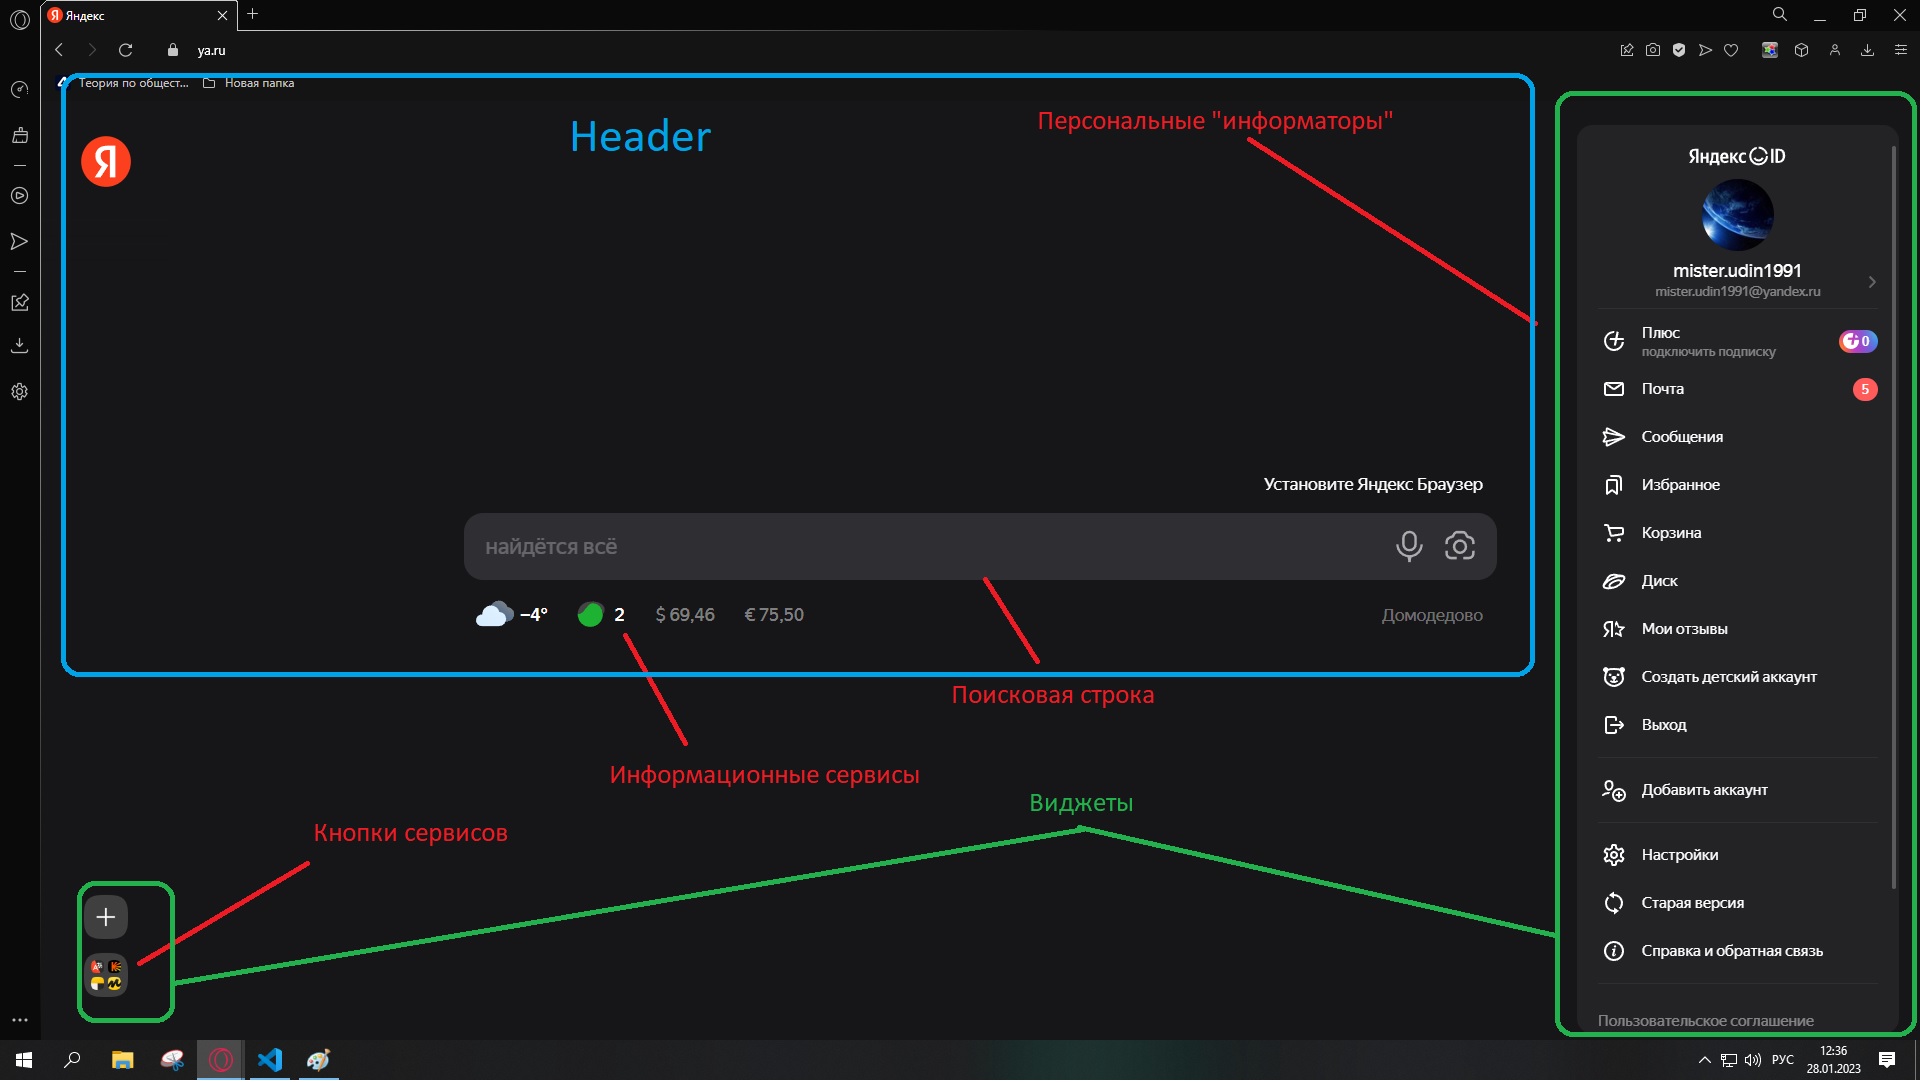 Яндекс
ya.ru
Теория по общест...
Новая папка
Header
Персональные "информаторы"
Я
Установите Яндекс Браузер
найдётся всё
−4°
2
$ 69,46
€ 75,50
Домодедово
Поисковая строка
Информационные сервисы
Виджеты
Кнопки сервисов
Яндекс ID
mister.udin1991
mister.udin1991@yandex.ru
Плюс
подключить подписку
0
Почта
5
Сообщения
Избранное
Корзина
Диск
Мои отзывы
Создать детский аккаунт
Выход
Добавить аккаунт
Настройки
Старая версия
Справка и обратная связь
Пользовательское соглашение
РУС
12:36
28.01.2023